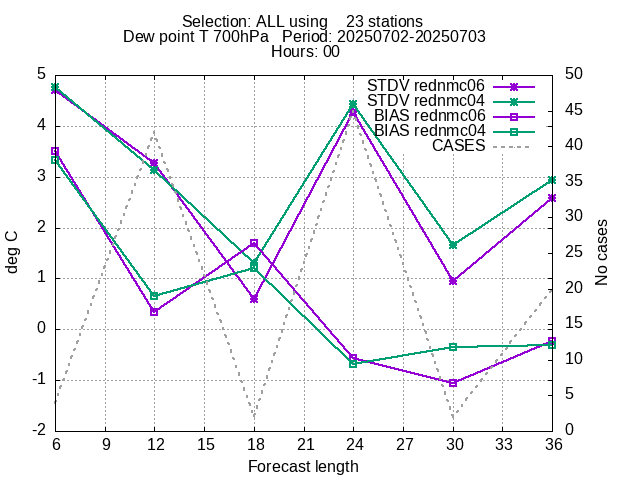 Selection: ALL using    23 stations
Dew point T 700hPa   Period: 20250702-20250703
Hours: 00
STDV rednmc06
STDV rednmc04
BIAS rednmc06
BIAS rednmc04
CASES
5
4
3
2
1
0
-1
-2
deg C
50
45
40
35
30
25
20
15
10
5
0
No cases
6 9 12 15 18 21 24 27 30 33 36
Forecast length